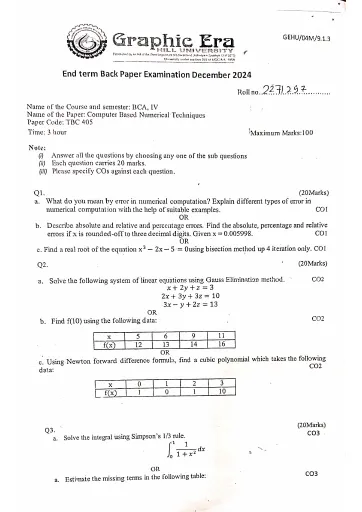 GEHU/04M/9.1.3
Graphic Era
HILL UNIVERSITY
End term Back Paper Examination December 2024
Roll no. 2271297
Name of the Course and semester: BCA, IV
Name of the Paper: Computer Based Numerical Techniques
Paper Code: TBC 405
Time: 3 hour Maximum Marks:100
Note:
(i) Answer all the questions by choosing any one of the sub questions
(ii) Each question carries 20 marks.
(iii) Please specify COs against each question.
Q1. (20Marks)
a. What do you mean by error in numerical computation? Explain different types of error in
numerical computation with the help of suitable examples. CO1
OR
b. Describe absolute and relative and percentage errors. Find the absolute, percentage and relative
errors if x is rounded-off to three decimal digits. Given x = 0.005998. CO1
OR
c. Find a real root of the equation x³ − 2x − 5 = 0using bisection method up 4 iteration only. CO1
Q2. (20Marks)
a. Solve the following system of linear equations using Gauss Elimination method. CO2
x + 2y + z = 3
2x + 3y + 3z = 10
3x − y + 2z = 13
OR
b. Find f(10) using the following data: CO2
x 5 6 9 11
f(x) 12 13 14 16
OR
c. Using Newton forward difference formula, find a cubic polynomial which takes the following
data: CO2
x 0 1 2 3
f(x) 1 0 1 10
Q3. (20Marks)
a. Solve the integral using Simpson's 1/3 rule. CO3
∫₀¹ 1/(1 + x²) dx
OR
a. Estimate the missing terms in the following table: CO3